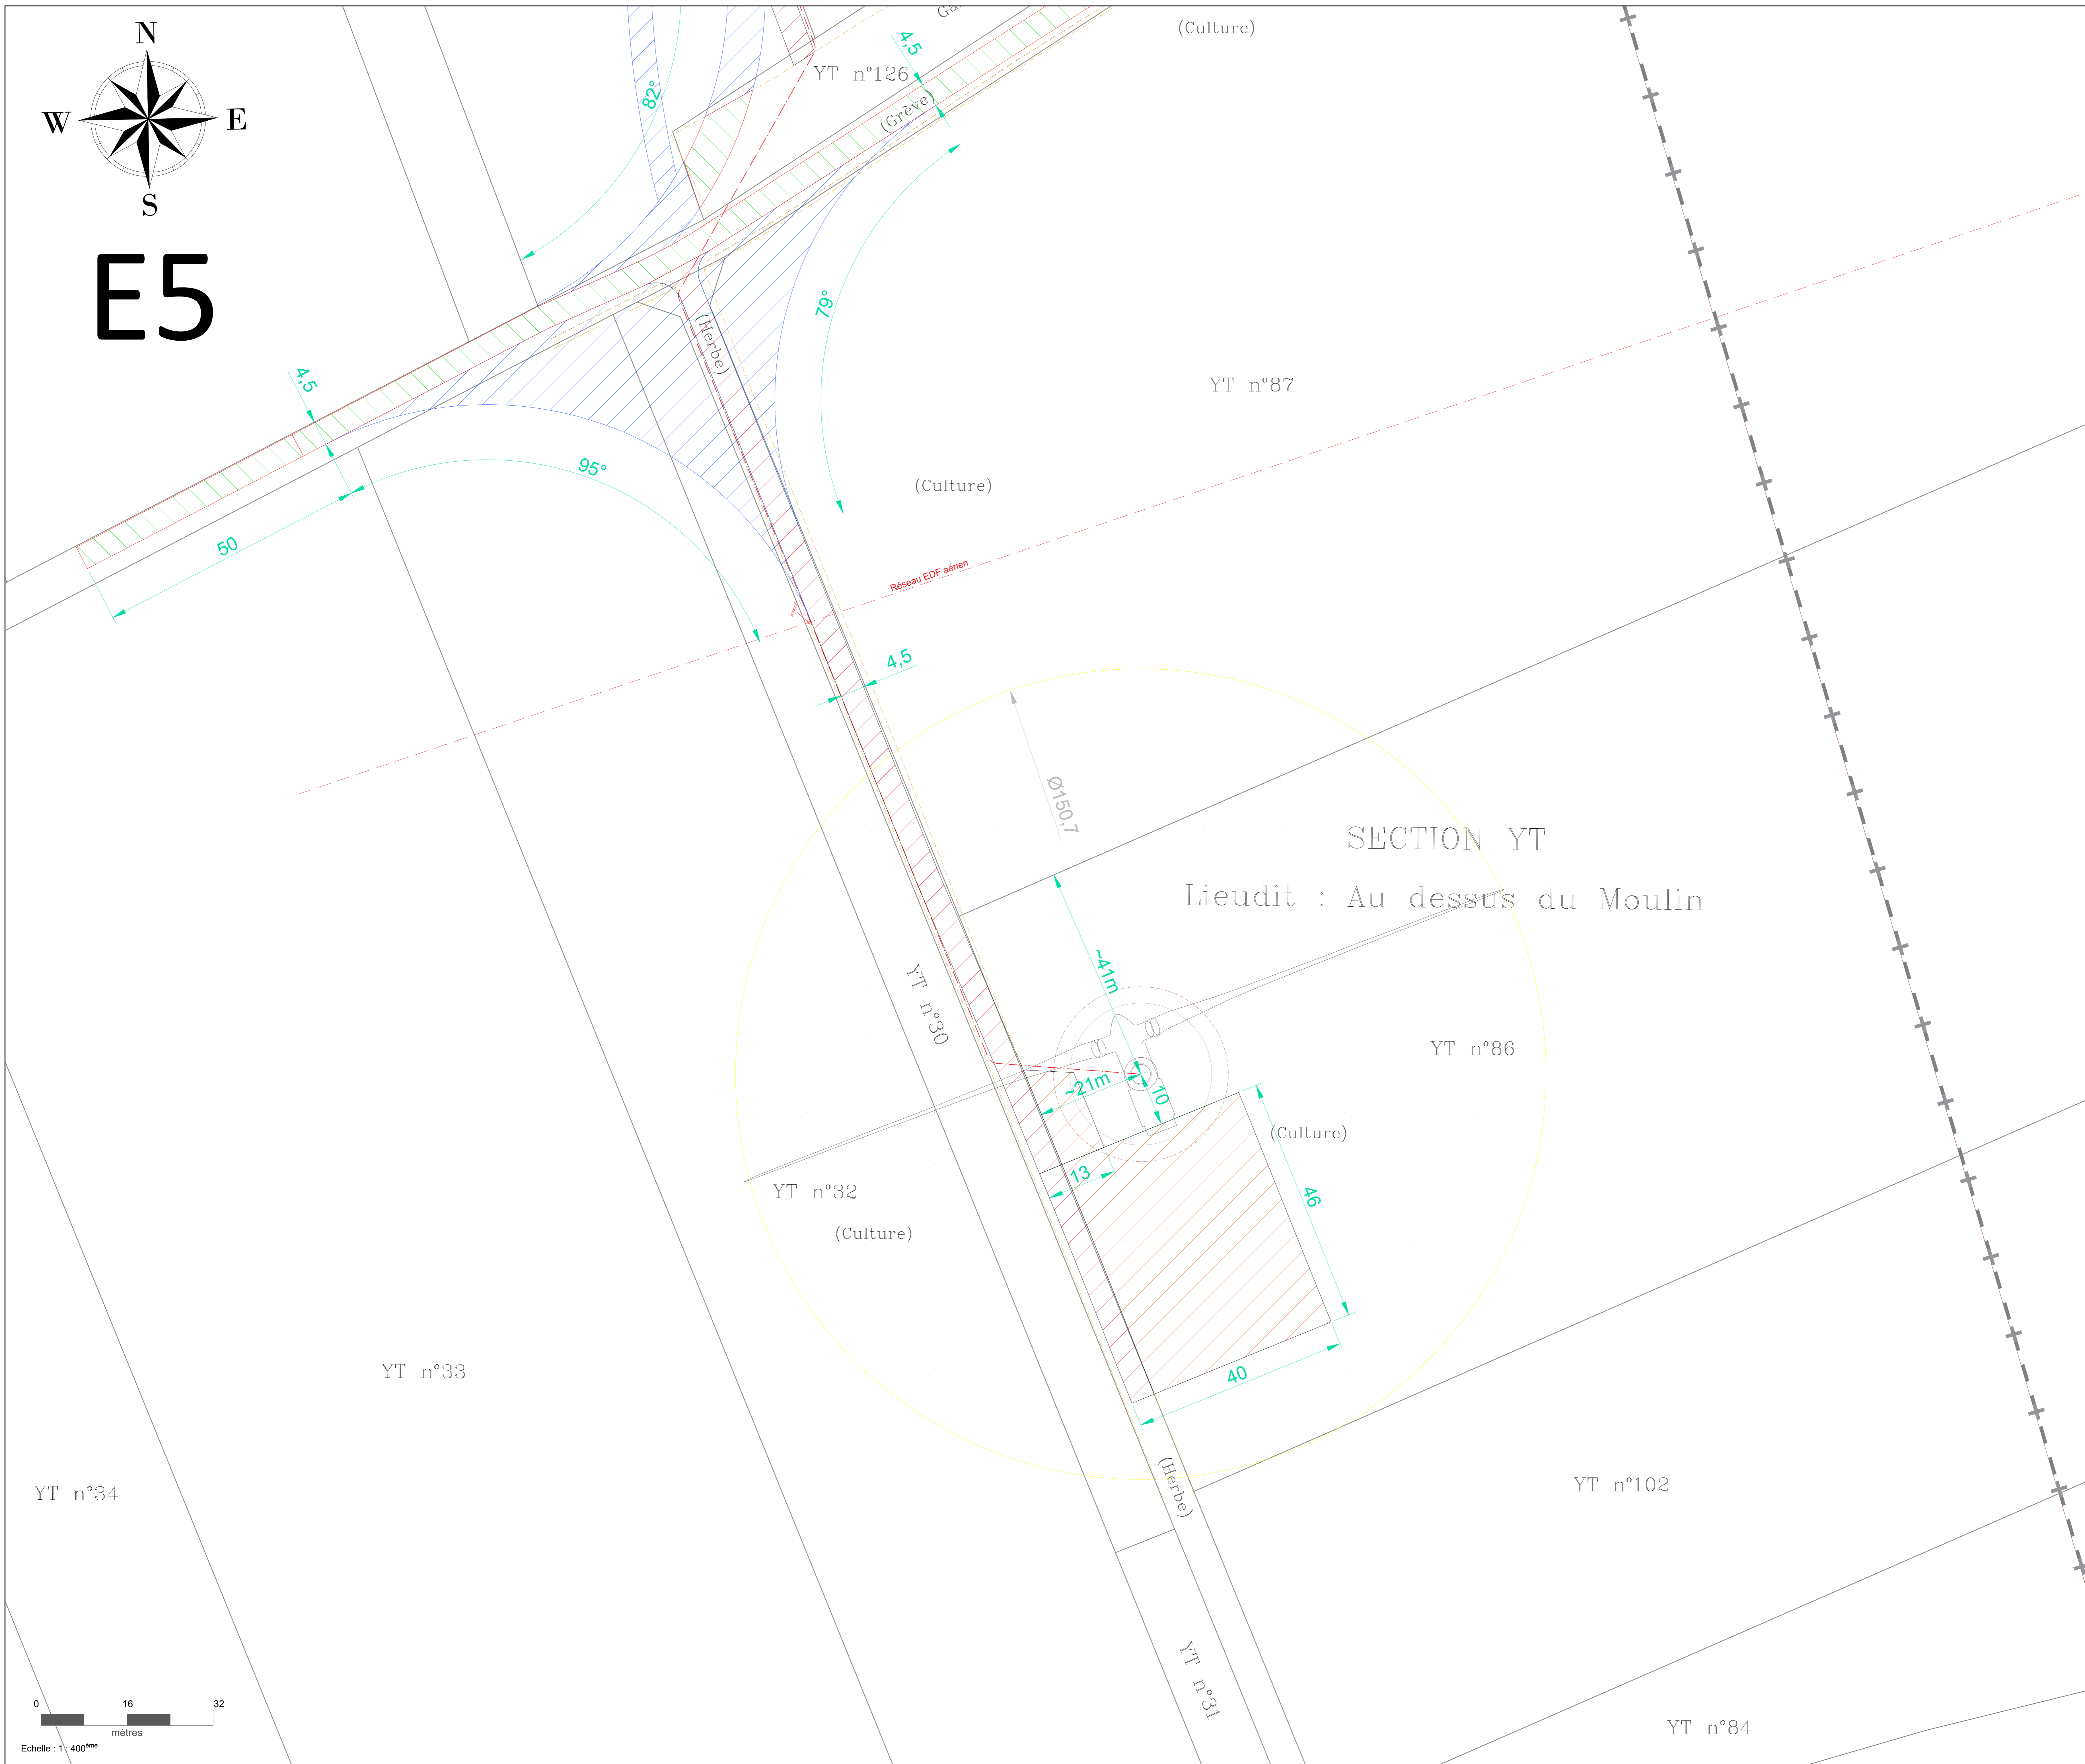 N
W
E
S
E5
(Culture)
4,5
YT n°126
(Grève)
82°
79°
(Herbe)
YT n°87
4,5
95°
(Culture)
50
Réseau EDF aérien
4,5
Ø150,7
SECTION YT
Lieudit : Au dessus du Moulin
~41m
YT n°30
YT n°86
~21m
10
(Culture)
13
46
YT n°32
(Culture)
40
YT n°33
(Herbe)
YT n°34
YT n°102
YT n°31
YT n°84
0 16 32
mètres
Echelle : 1 : 400ème